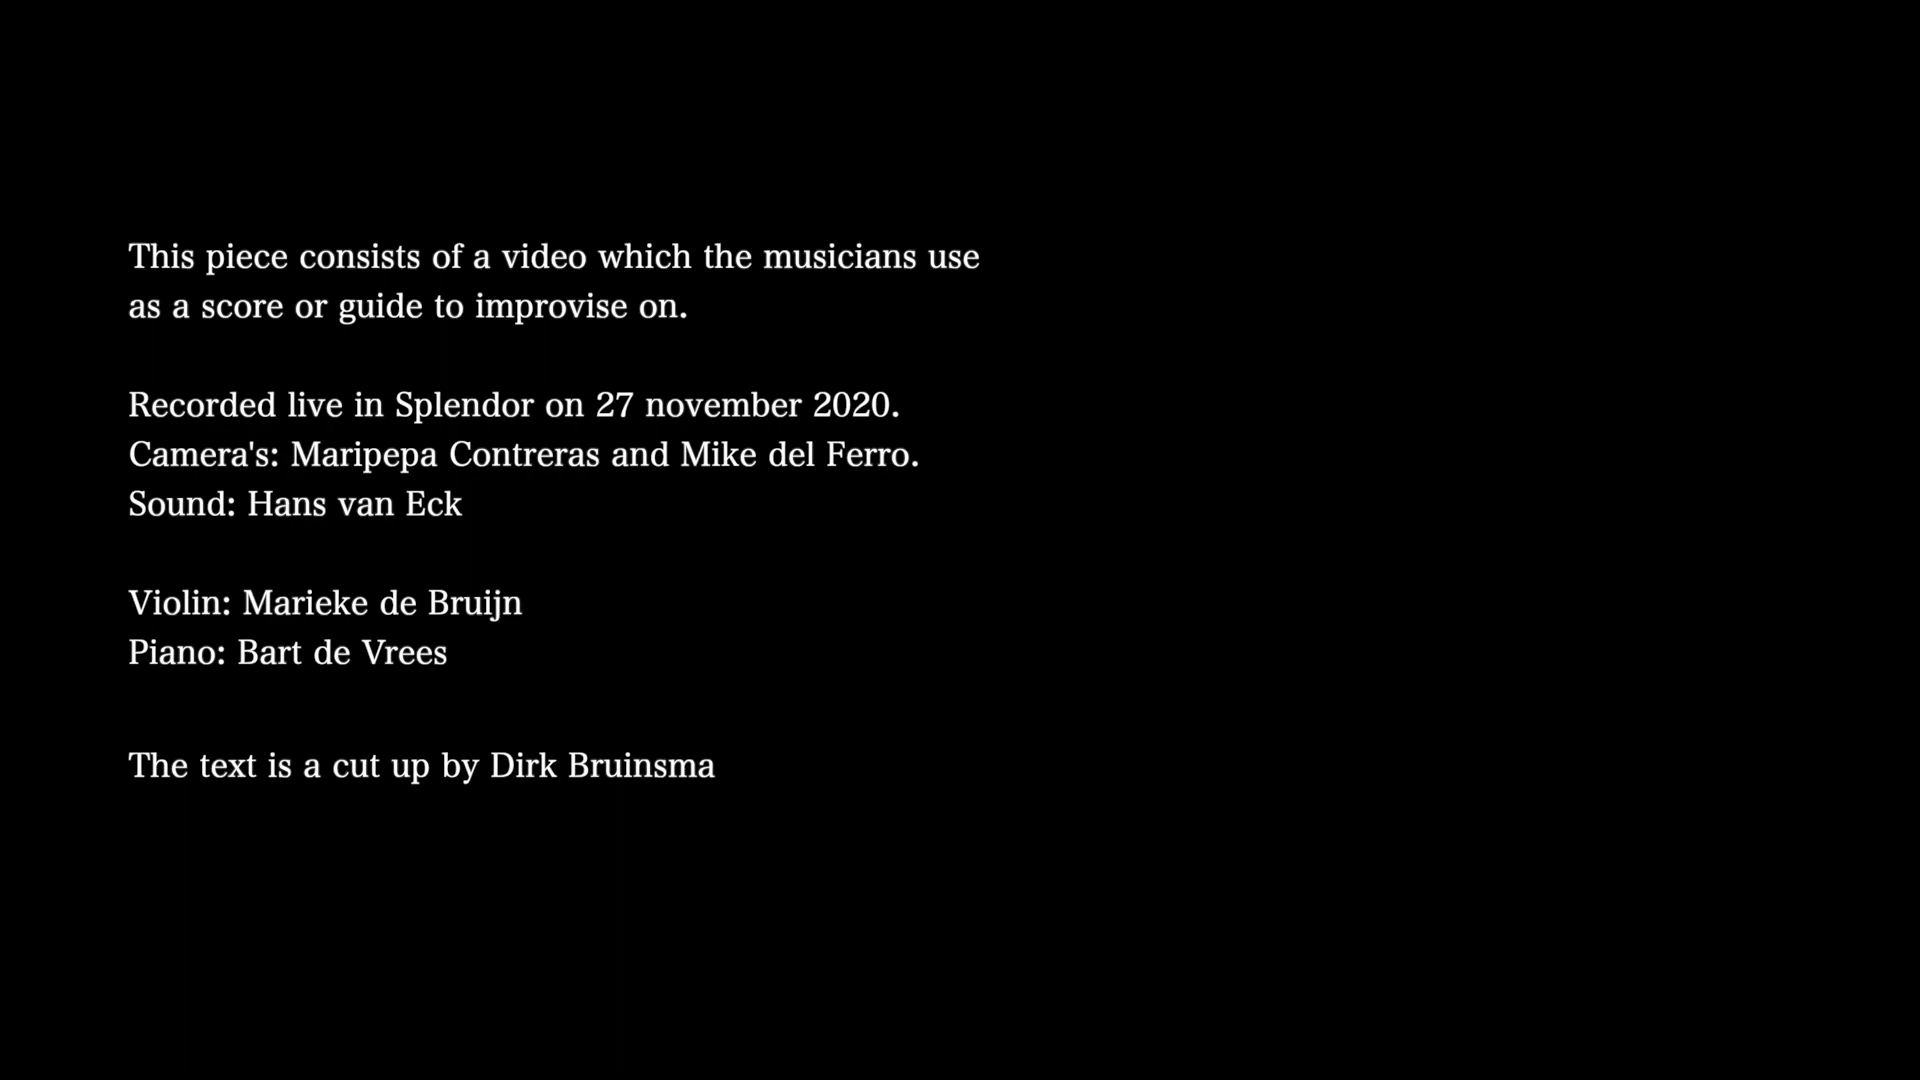 This piece consists of a video which the musicians use
as a score or guide to improvise on.
Recorded live in Splendor on 27 november 2020.
Camera's: Maripepa Contreras and Mike del Ferro.
Sound: Hans van Eck
Violin: Marieke de Bruijn
Piano: Bart de Vrees
The text is a cut up by Dirk Bruinsma